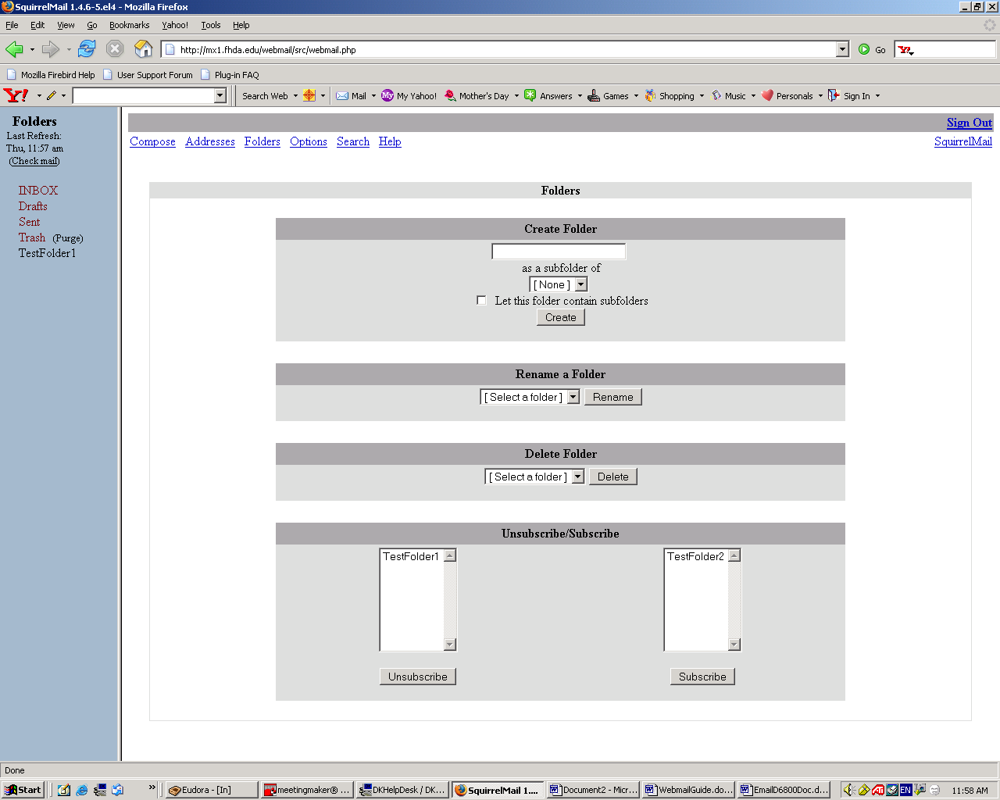 SquirrelMail 1.4.6-5.el4 - Mozilla Firefox
File Edit View Go Bookmarks Yahoo! Tools Help
http://mx1.fhda.edu/webmail/src/webmail.php
Go
Y!
Mozilla Firebird Help User Support Forum Plug-in FAQ
Y! Search Web Mail My My Yahoo! Mother's Day Answers Games Shopping Music Personals Sign In
Folders
Last Refresh:
Thu, 11:57 am
(Check mail)
INBOX
Drafts
Sent
Trash (Purge)
TestFolder1
Sign Out
Compose Addresses Folders Options Search Help SquirrelMail
Folders
Create Folder
as a subfolder of
[ None ]
Let this folder contain subfolders
Create
Rename a Folder
[ Select a folder ] Rename
Delete Folder
[ Select a folder ] Delete
Unsubscribe/Subscribe
TestFolder1 TestFolder2
Unsubscribe Subscribe
Done
Start » Eudora - [In] meetingmaker® ... DKHelpDesk / DK... SquirrelMail 1.... Document2 - Micr... WebmailGuide.do... EmailD6800Doc.d... EN 11:58 AM